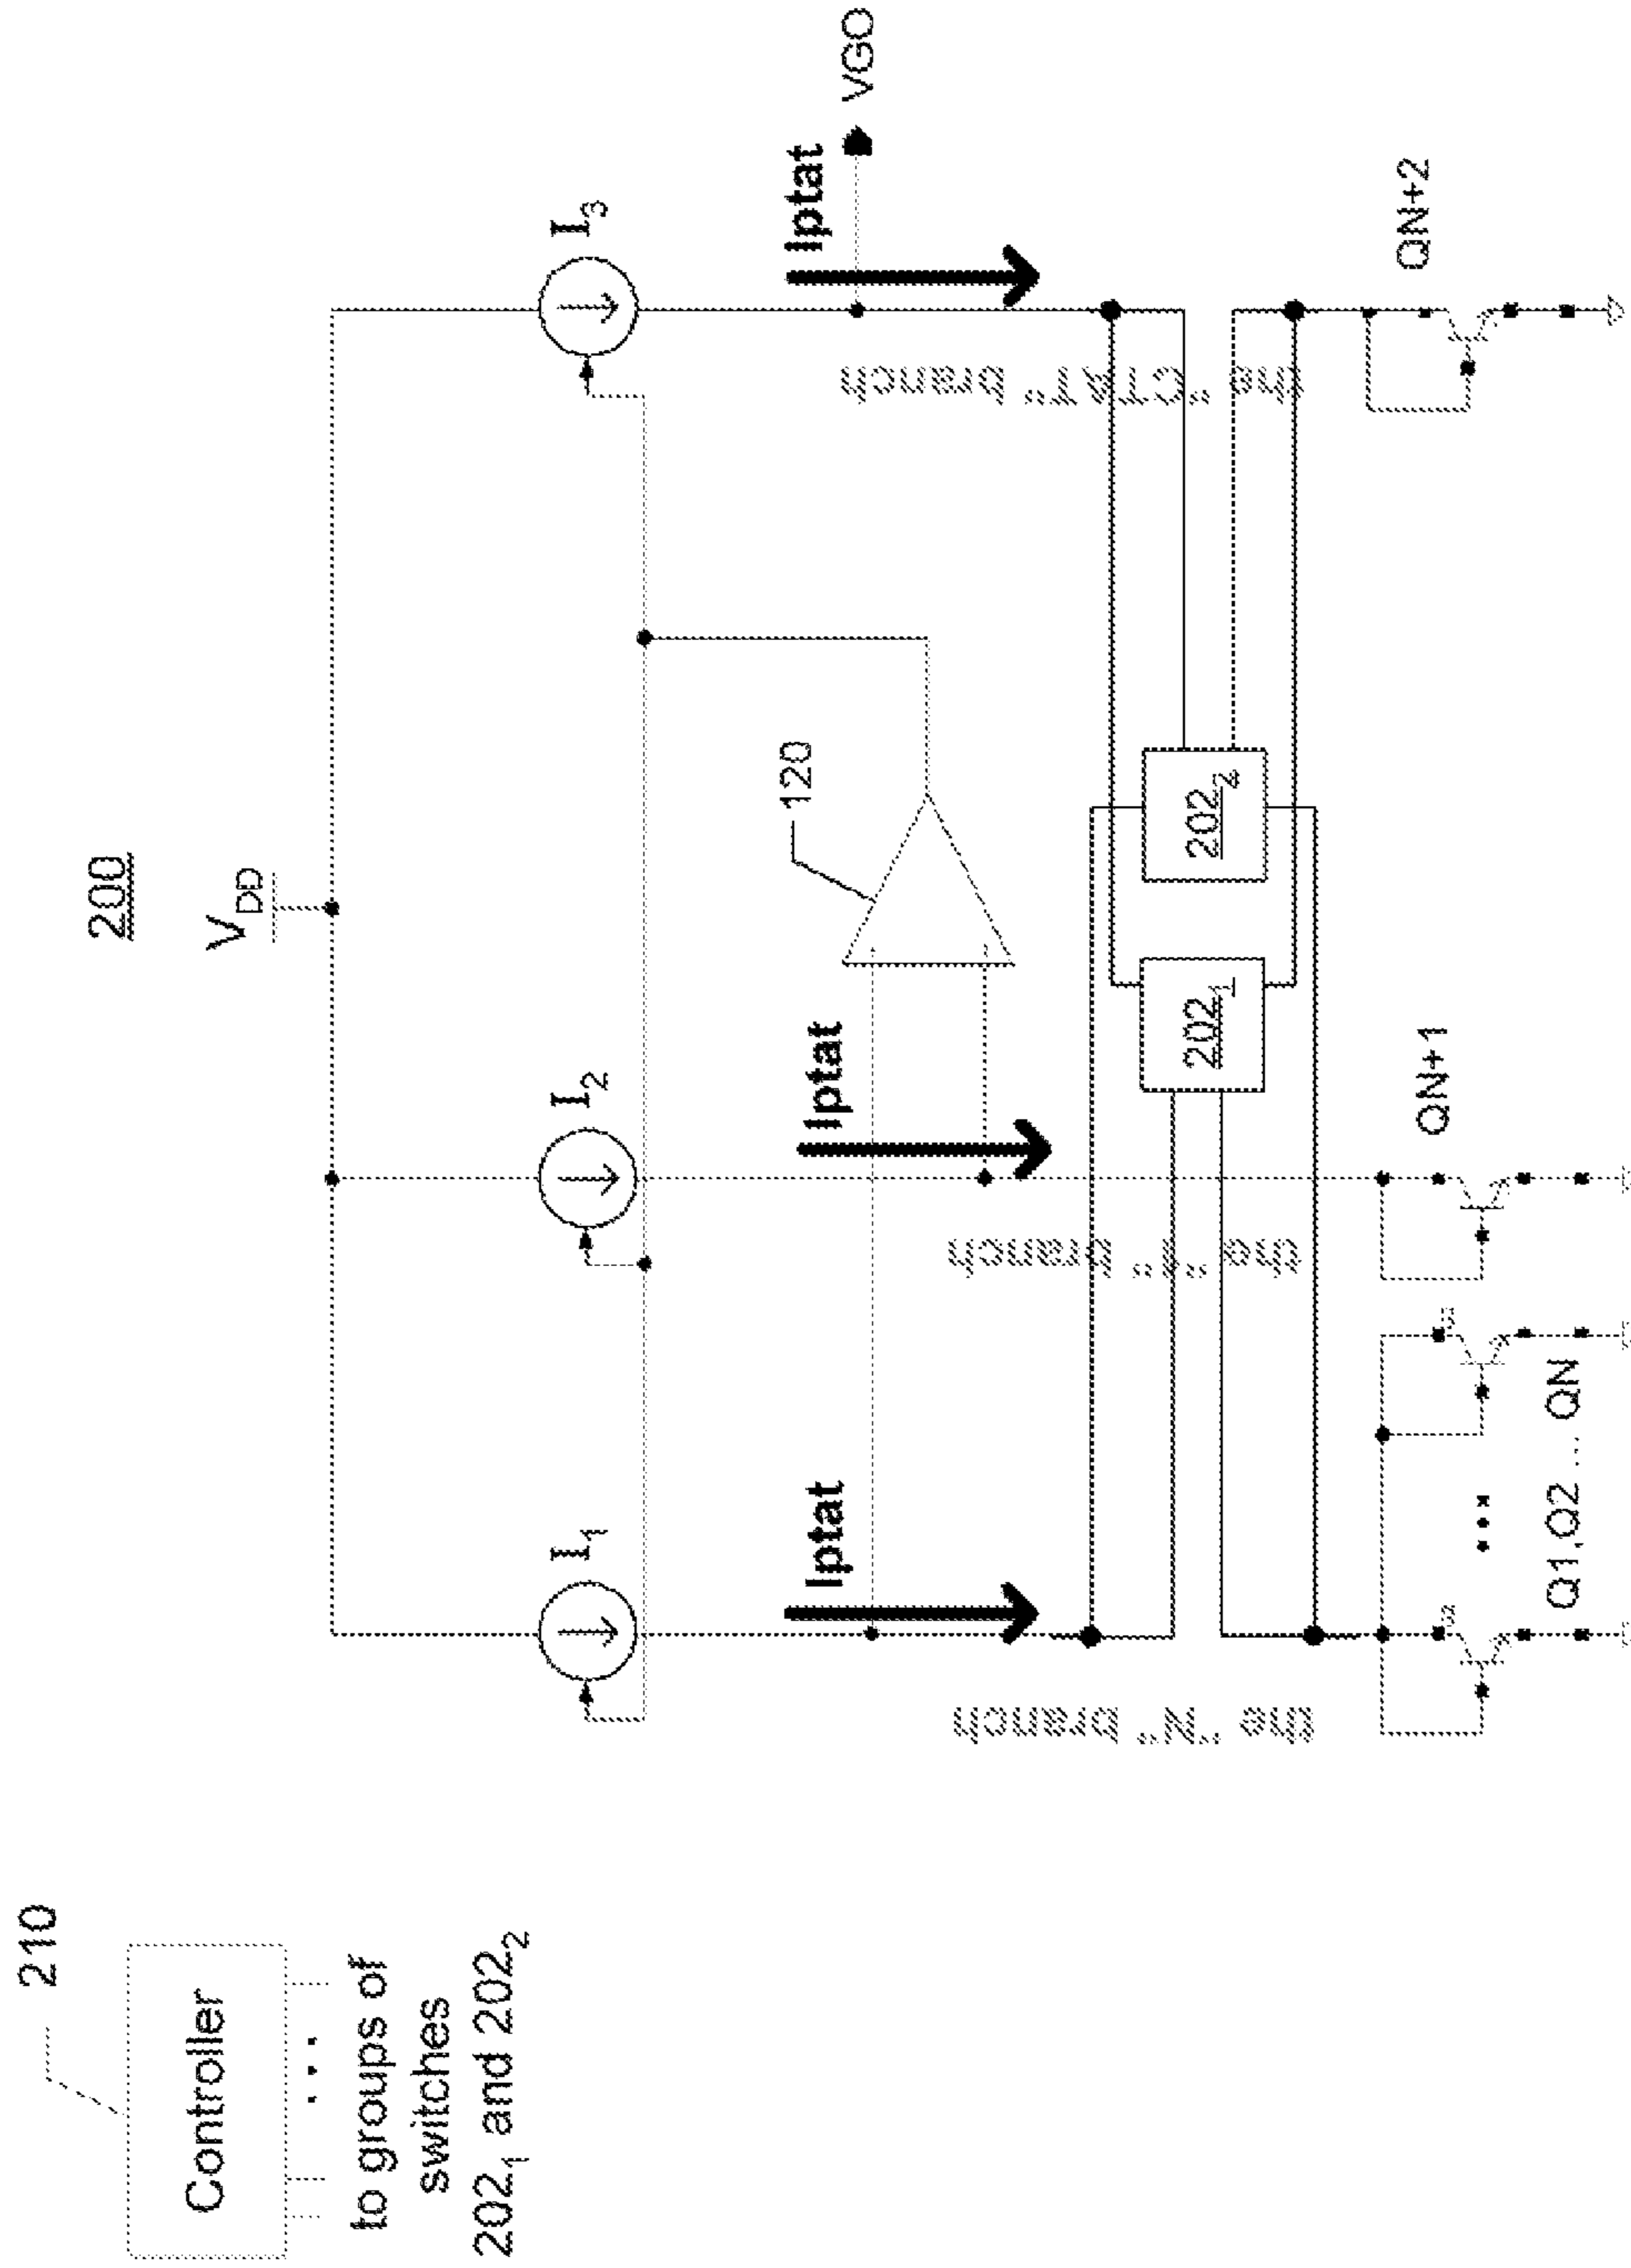 200
V_DD
210
Controller
...
to groups of
switches
202₁ and 202₂
I₁
I₂
I₃
Iptat
Iptat
Iptat
VGO
120
the "N" branch
the "1" branch
the "CTAT" branch
202₁
202₂
Q1,Q2 ... QN
...
QN+1
QN+2